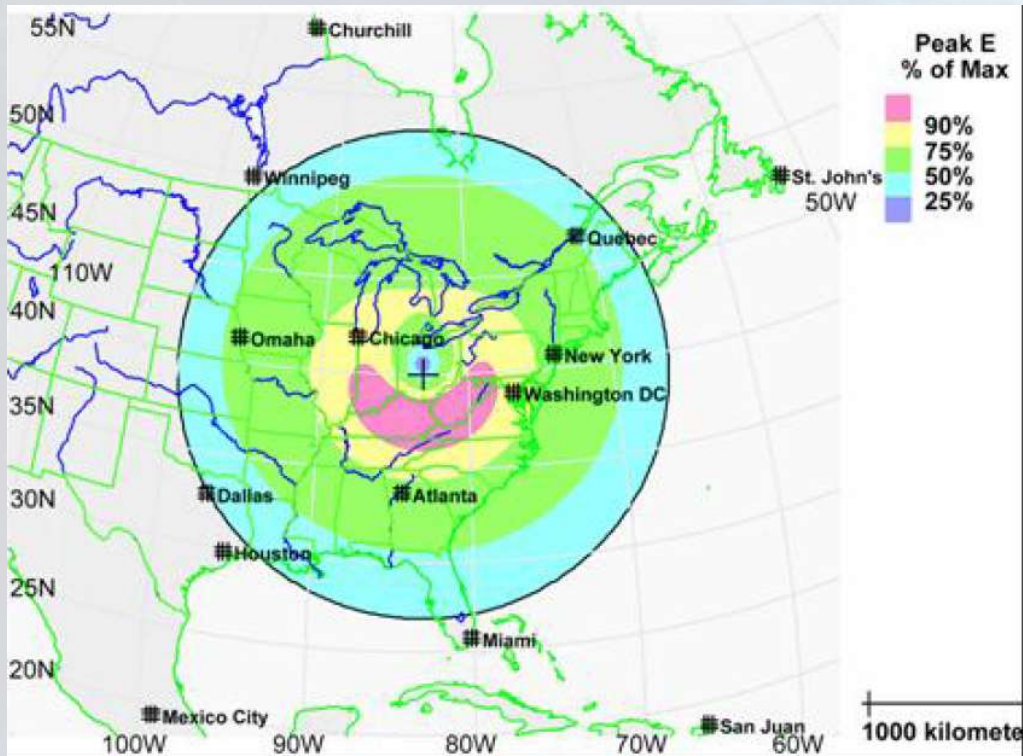 55N
Churchill
Peak E
% of Max
50N
90%
75%
50%
25%
Winnipeg
St. John's
50W
45N
Quebec
110W
40N
Omaha
Chicago
New York
Washington DC
35N
30N
Dallas
Atlanta
Houston
25N
Miami
20N
Mexico City
San Juan
1000 kilomete
100W
90W
80W
70W
60W